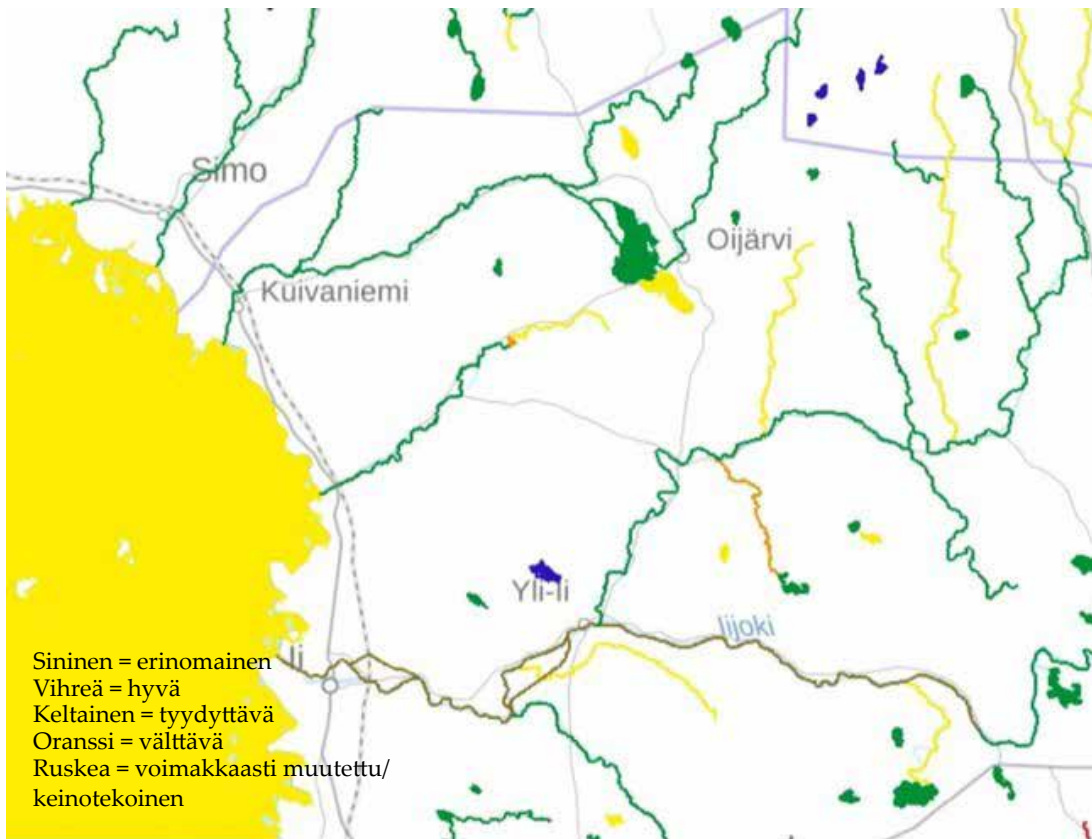 Simo
Oijärvi
Kuivaniemi
Yli-Ii
Iijoki
Ii
Sininen = erinomainen
Vihreä = hyvä
Keltainen = tyydyttävä
Oranssi = välttävä
Ruskea = voimakkaasti muutettu/
keinotekoinen